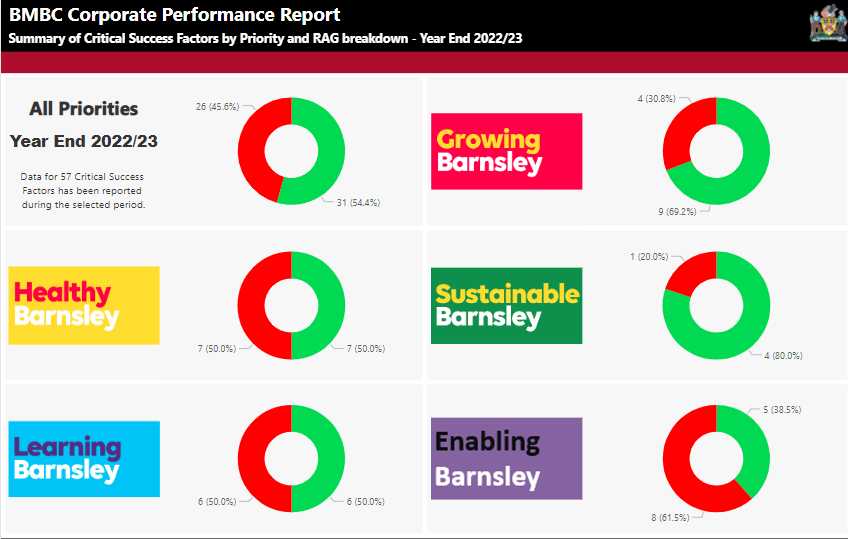 BMBC Corporate Performance Report
Summary of Critical Success Factors by Priority and RAG breakdown - Year End 2022/23
All Priorities
Year End 2022/23
Data for 57 Critical Success
Factors has been reported
during the selected period.
26 (45.6%)
31 (54.4%)
Growing
Barnsley
4 (30.8%)
9 (69.2%)
Healthy
Barnsley
7 (50.0%)
7 (50.0%)
Sustainable
Barnsley
1 (20.0%)
4 (80.0%)
Learning
Barnsley
6 (50.0%)
6 (50.0%)
Enabling
Barnsley
5 (38.5%)
8 (61.5%)